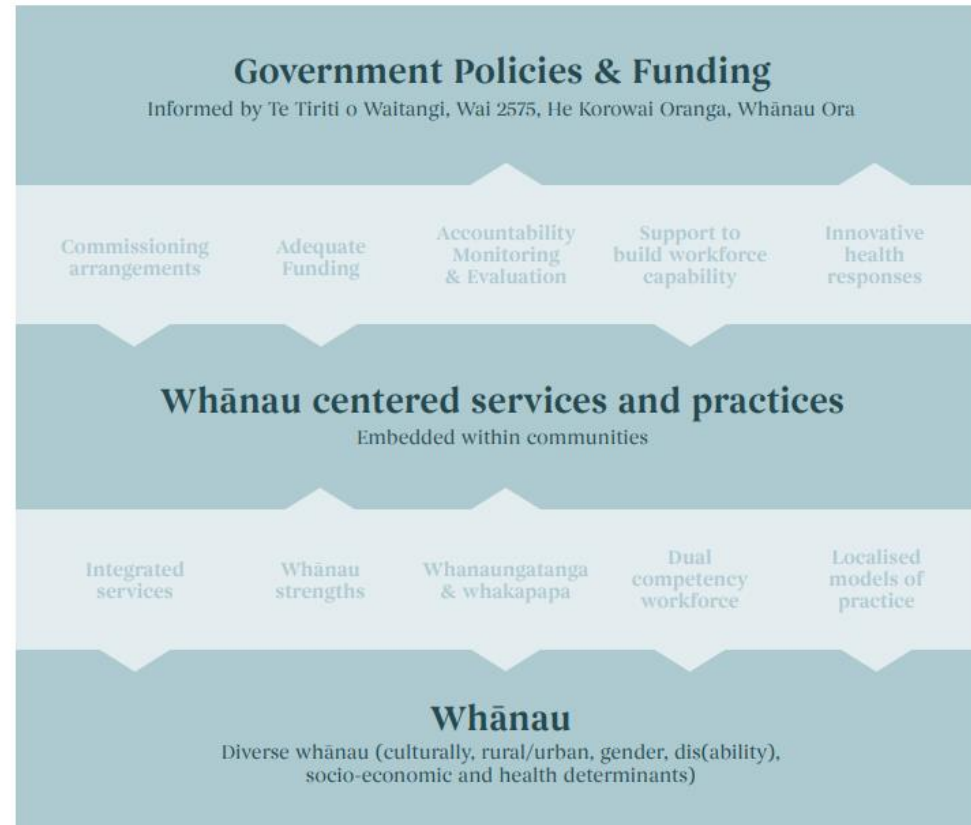 Government Policies & Funding
Informed by Te Tiriti o Waitangi, Wai 2575, He Korowai Oranga, Whānau Ora
Commissioning
arrangements
Adequate
Funding
Accountability
Monitoring
& Evaluation
Support to
build workforce
capability
Innovative
health
responses
Whānau centered services and practices
Embedded within communities
Integrated
services
Whānau
strengths
Whanaungatanga
& whakapapa
Dual
competency
workforce
Localised
models of
practice
Whānau
Diverse whānau (culturally, rural/urban, gender, dis(ability),
socio-economic and health determinants)